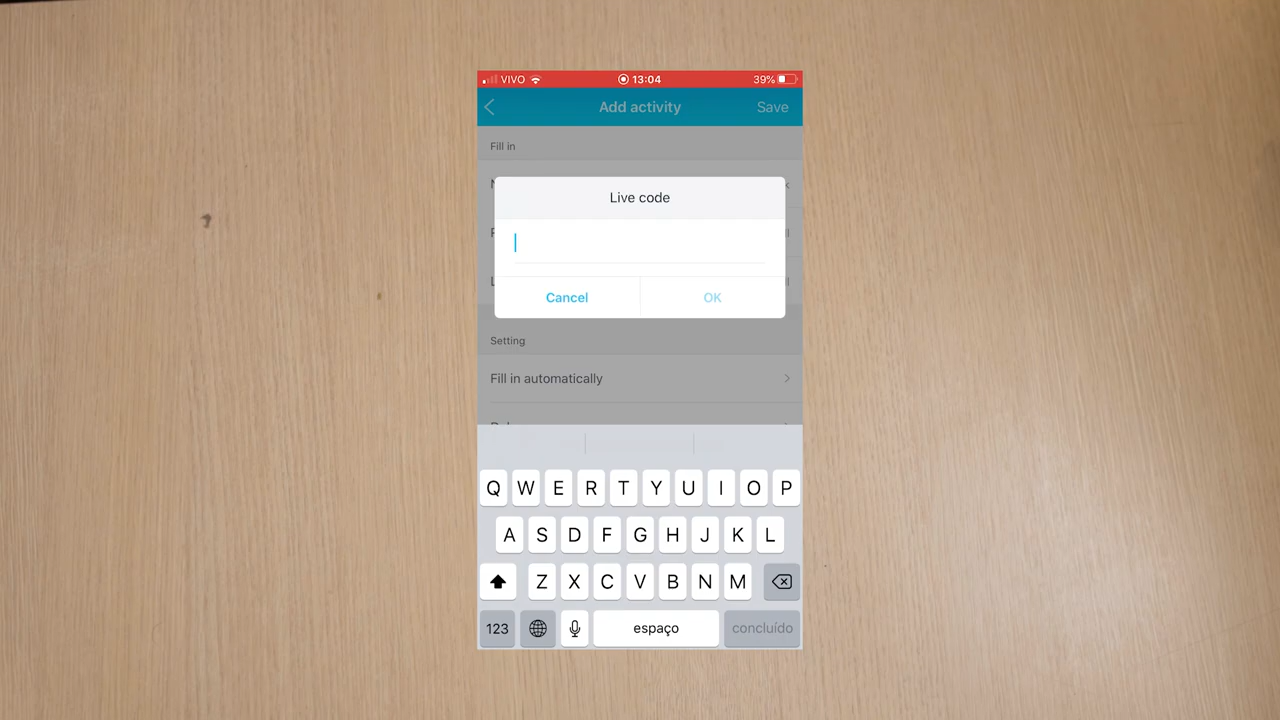 VIVO 13:04 39%
Add activity Save
Fill in
Live code
Cancel OK
Setting
Fill in automatically
Q W E R T Y U I O P
A S D F G H J K L
Z X C V B N M
123 espaço concluído